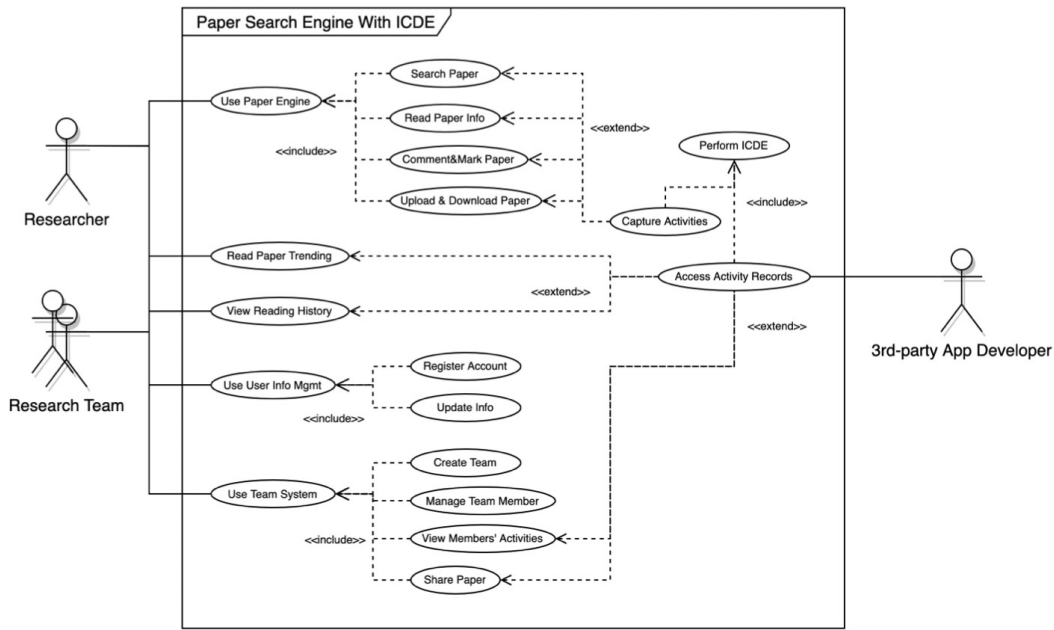 Paper Search Engine With ICDE
Search Paper
Use Paper Engine
Read Paper Info
<<extend>>
<<include>>
Perform ICDE
Comment&Mark Paper
Upload & Download Paper
<<include>>
Researcher
Capture Activities
Read Paper Trending
Access Activity Records
<<extend>>
View Reading History
<<extend>>
3rd-party App Developer
Register Account
Use User Info Mgmt
Research Team
Update Info
<<include>>
Create Team
Use Team System
Manage Team Member
<<include>>
View Members' Activities
Share Paper